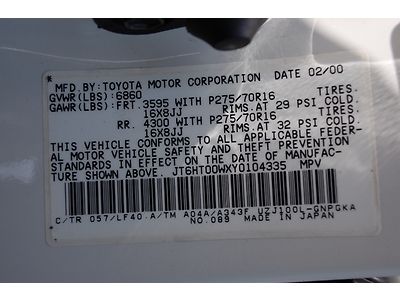 MFD.BY:TOYOTA MOTOR CORPORATION DATE 02/00
GVWR(LBS):6860
GAWR(LBS):FRT. 3595 WITH P275/70R16 TIRES.
16X8JJ RIMS.AT 29 PSI COLD.
RR. 4300 WITH P275/70R16 TIRES.
16X8JJ RIMS.AT 32 PSI COLD.
THIS VEHICLE CONFORMS TO ALL APPLICABLE FEDER-
AL MOTOR VEHICLE SAFETY AND THEFT PREVENTION
STANDARDS IN EFFECT ON THE DATE OF MANUFAC-
TURE SHOWN ABOVE. JT6HT00WXY0104335 MPV
C/TR 057/LF40.A/TM A04A/A343F UZJ100L-GNPGKA
NO.089 MADE IN JAPAN